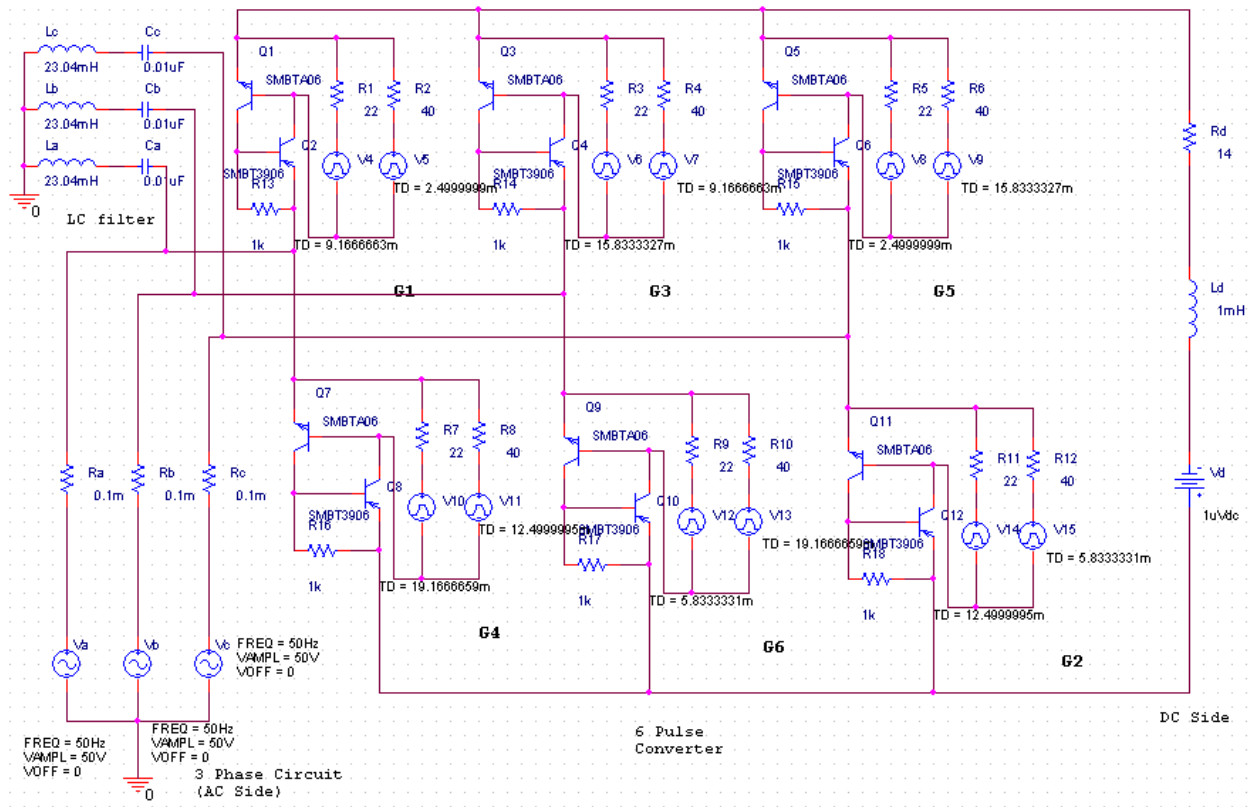 Lc Cc
23.04mH 0.01uF
Lb Cb
23.04mH 0.01uF
La Ca
23.04mH 0.01uF
0
LC filter
Q1
SMBTA06
R1
22
R2
40
Q2
SMBT3906
V4
V5
TD = 2.4999999m
R13
1k
TD = 9.1666663m
G1
Q3
SMBTA06
R3
22
R4
40
Q4
SMBT3906
V6
V7
TD = 9.1666663m
R14
1k
TD = 15.8333327m
G3
Q5
SMBTA06
R5
22
R6
40
Q6
SMBT3906
V8
V9
TD = 15.8333327m
R15
1k
TD = 2.4999999m
G5
Rd
14
Ld
1mH
Q7
SMBTA06
R7
22
R8
40
Q8
SMBT3906
V10
V11
TD = 12.4999995m
R16
1k
TD = 19.1666659m
G4
Q9
SMBTA06
R9
22
R10
40
Q10
SMBT3906
V12
V13
TD = 19.1666659m
R17
1k
TD = 5.8333331m
G6
Q11
SMBTA06
R11
22
R12
40
Q12
SMBT3906
V14
V15
TD = 5.8333331m
R18
1k
TD = 12.4999995m
G2
Vd
1uVdc
Ra
0.1m
Rb
0.1m
Rc
0.1m
Va
Vb
Vc
FREQ = 50Hz
VAMPL = 50V
VOFF = 0
FREQ = 50Hz
VAMPL = 50V
VOFF = 0
FREQ = 50Hz
VAMPL = 50V
VOFF = 0
0
3 Phase Circuit
(AC Side)
6 Pulse
Converter
DC Side